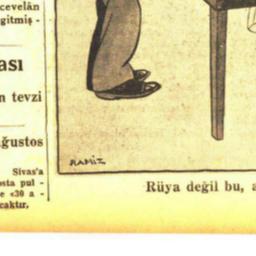 cevelân
gitmiş -
ası
n tevzi
ğustos
Sivas'a
osta pul -
e «30 a -
caktır.
RAMİZ
Rüya değil bu, a